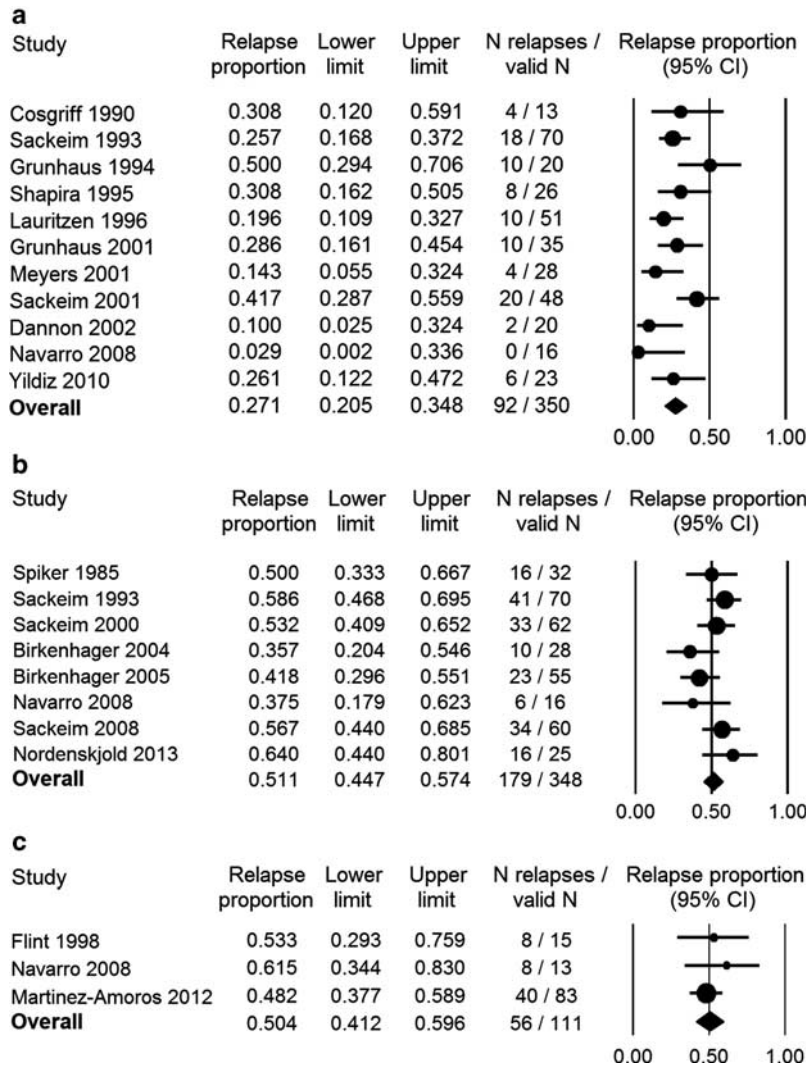 a
Study Relapse proportion Lower limit Upper limit N relapses / valid N Relapse proportion (95% CI)
Cosgriff 1990 0.308 0.120 0.591 4 / 13
Sackeim 1993 0.257 0.168 0.372 18 / 70
Grunhaus 1994 0.500 0.294 0.706 10 / 20
Shapira 1995 0.308 0.162 0.505 8 / 26
Lauritzen 1996 0.196 0.109 0.327 10 / 51
Grunhaus 2001 0.286 0.161 0.454 10 / 35
Meyers 2001 0.143 0.055 0.324 4 / 28
Sackeim 2001 0.417 0.287 0.559 20 / 48
Dannon 2002 0.100 0.025 0.324 2 / 20
Navarro 2008 0.029 0.002 0.336 0 / 16
Yildiz 2010 0.261 0.122 0.472 6 / 23
Overall 0.271 0.205 0.348 92 / 350
0.00 0.50 1.00
b
Study Relapse proportion Lower limit Upper limit N relapses / valid N Relapse proportion (95% CI)
Spiker 1985 0.500 0.333 0.667 16 / 32
Sackeim 1993 0.586 0.468 0.695 41 / 70
Sackeim 2000 0.532 0.409 0.652 33 / 62
Birkenhager 2004 0.357 0.204 0.546 10 / 28
Birkenhager 2005 0.418 0.296 0.551 23 / 55
Navarro 2008 0.375 0.179 0.623 6 / 16
Sackeim 2008 0.567 0.440 0.685 34 / 60
Nordenskjold 2013 0.640 0.440 0.801 16 / 25
Overall 0.511 0.447 0.574 179 / 348
0.00 0.50 1.00
c
Study Relapse proportion Lower limit Upper limit N relapses / valid N Relapse proportion (95% CI)
Flint 1998 0.533 0.293 0.759 8 / 15
Navarro 2008 0.615 0.344 0.830 8 / 13
Martinez-Amoros 2012 0.482 0.377 0.589 40 / 83
Overall 0.504 0.412 0.596 56 / 111
0.00 0.50 1.00